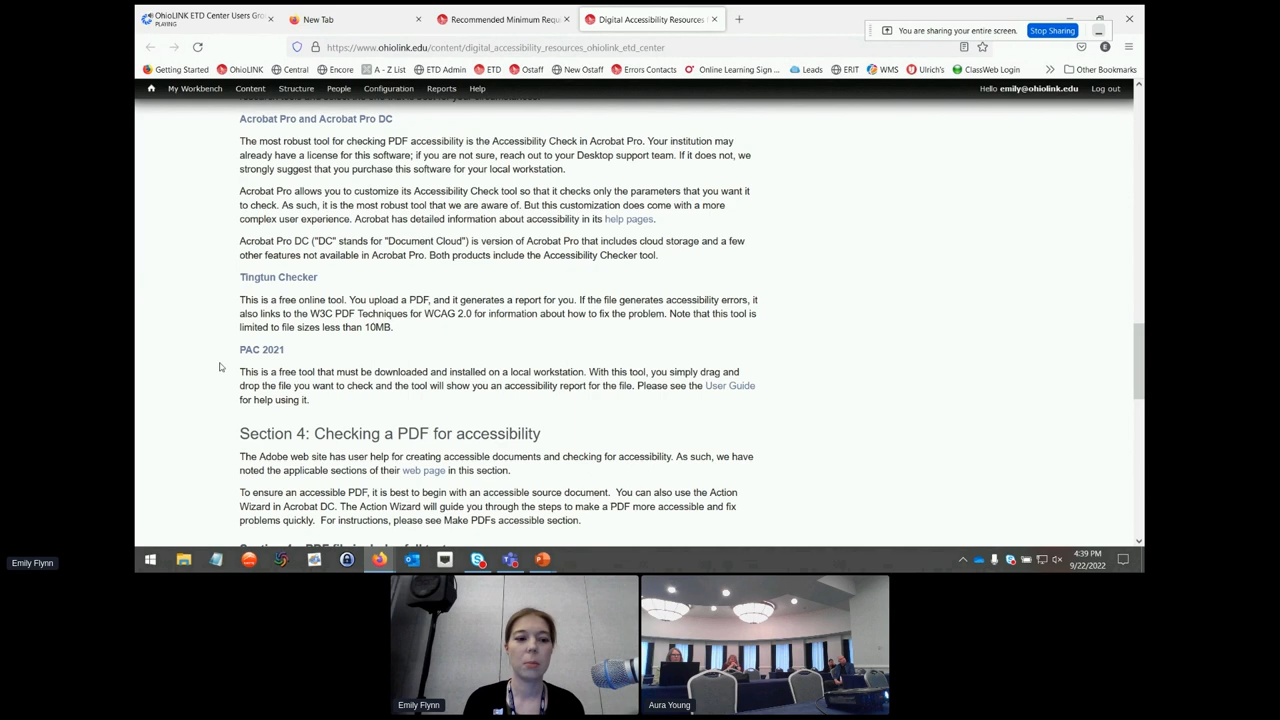 OhioLINK ETD Center Users Gro
PLAYING
New Tab
Recommended Minimum Requ
Digital Accessibility Resources
You are sharing your entire screen.
Stop Sharing
https://www.ohiolink.edu/content/digital_accessibility_resources_ohiolink_etd_center
Getting Started
OhioLINK
Central
Encore
A - Z List
ETD Admin
ETD
Ostaff
New Ostaff
Errors Contacts
Online Learning Sign ...
Leads
ERIT
WMS
Ulrich's
ClassWeb Login
Other Bookmarks
My Workbench
Content
Structure
People
Configuration
Reports
Help
Hello emily@ohiolink.edu
Log out
Acrobat Pro and Acrobat Pro DC
The most robust tool for checking PDF accessibility is the Accessibility Check in Acrobat Pro. Your institution may
already have a license for this software; if you are not sure, reach out to your Desktop support team. If it does not, we
strongly suggest that you purchase this software for your local workstation.
Acrobat Pro allows you to customize its Accessibility Check tool so that it checks only the parameters that you want it
to check. As such, it is the most robust tool that we are aware of. But this customization does come with a more
complex user experience. Acrobat has detailed information about accessibility in its help pages.
Acrobat Pro DC ("DC" stands for "Document Cloud") is version of Acrobat Pro that includes cloud storage and a few
other features not available in Acrobat Pro. Both products include the Accessibility Checker tool.
Tingtun Checker
This is a free online tool. You upload a PDF, and it generates a report for you. If the file generates accessibility errors, it
also links to the W3C PDF Techniques for WCAG 2.0 for information about how to fix the problem. Note that this tool is
limited to file sizes less than 10MB.
PAC 2021
This is a free tool that must be downloaded and installed on a local workstation. With this tool, you simply drag and
drop the file you want to check and the tool will show you an accessibility report for the file. Please see the User Guide
for help using it.
Section 4: Checking a PDF for accessibility
The Adobe web site has user help for creating accessible documents and checking for accessibility. As such, we have
noted the applicable sections of their web page in this section.
To ensure an accessible PDF, it is best to begin with an accessible source document. You can also use the Action
Wizard in Acrobat DC. The Action Wizard will guide you through the steps to make a PDF more accessible and fix
problems quickly. For instructions, please see Make PDFs accessible section.
4:39 PM
9/22/2022
Emily Flynn
Emily Flynn
Aura Young